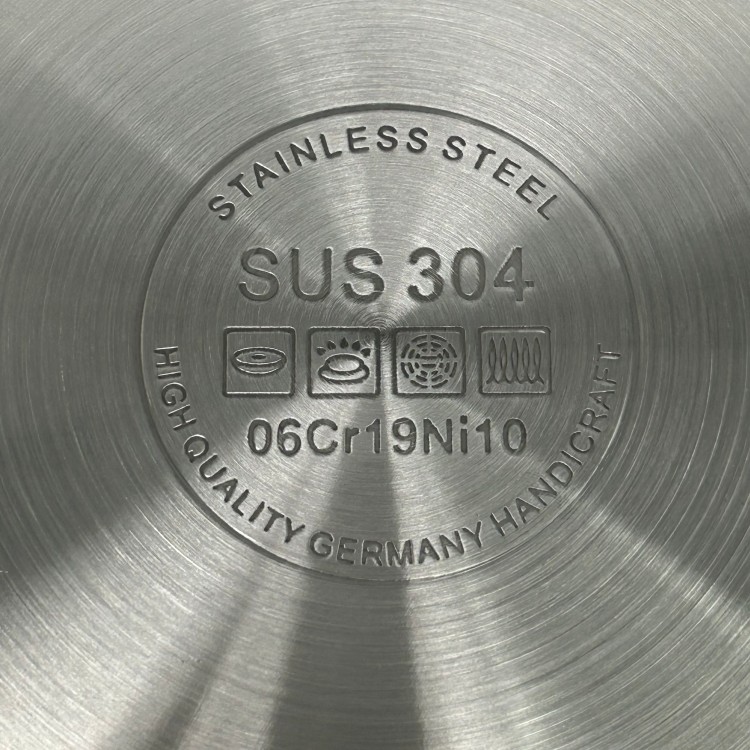 STAINLESS STEEL
SUS 304
06Cr19Ni10
HIGH QUALITY GERMANY HANDICRAFT